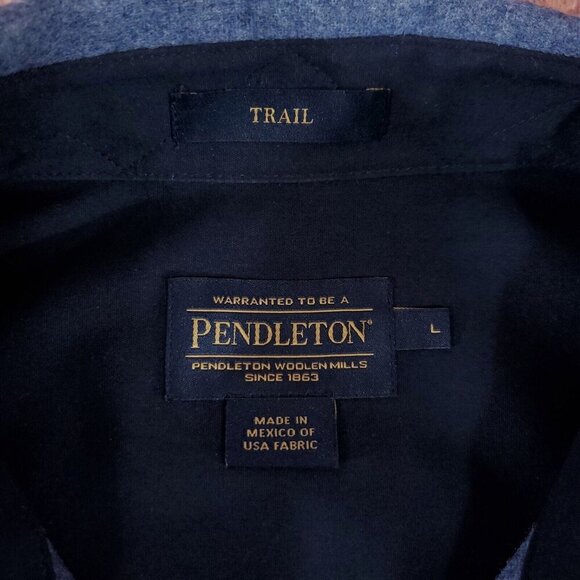 TRAIL
WARRANTED TO BE A
PENDLETON®
L
PENDLETON WOOLEN MILLS
SINCE 1863
MADE IN
MEXICO OF
USA FABRIC